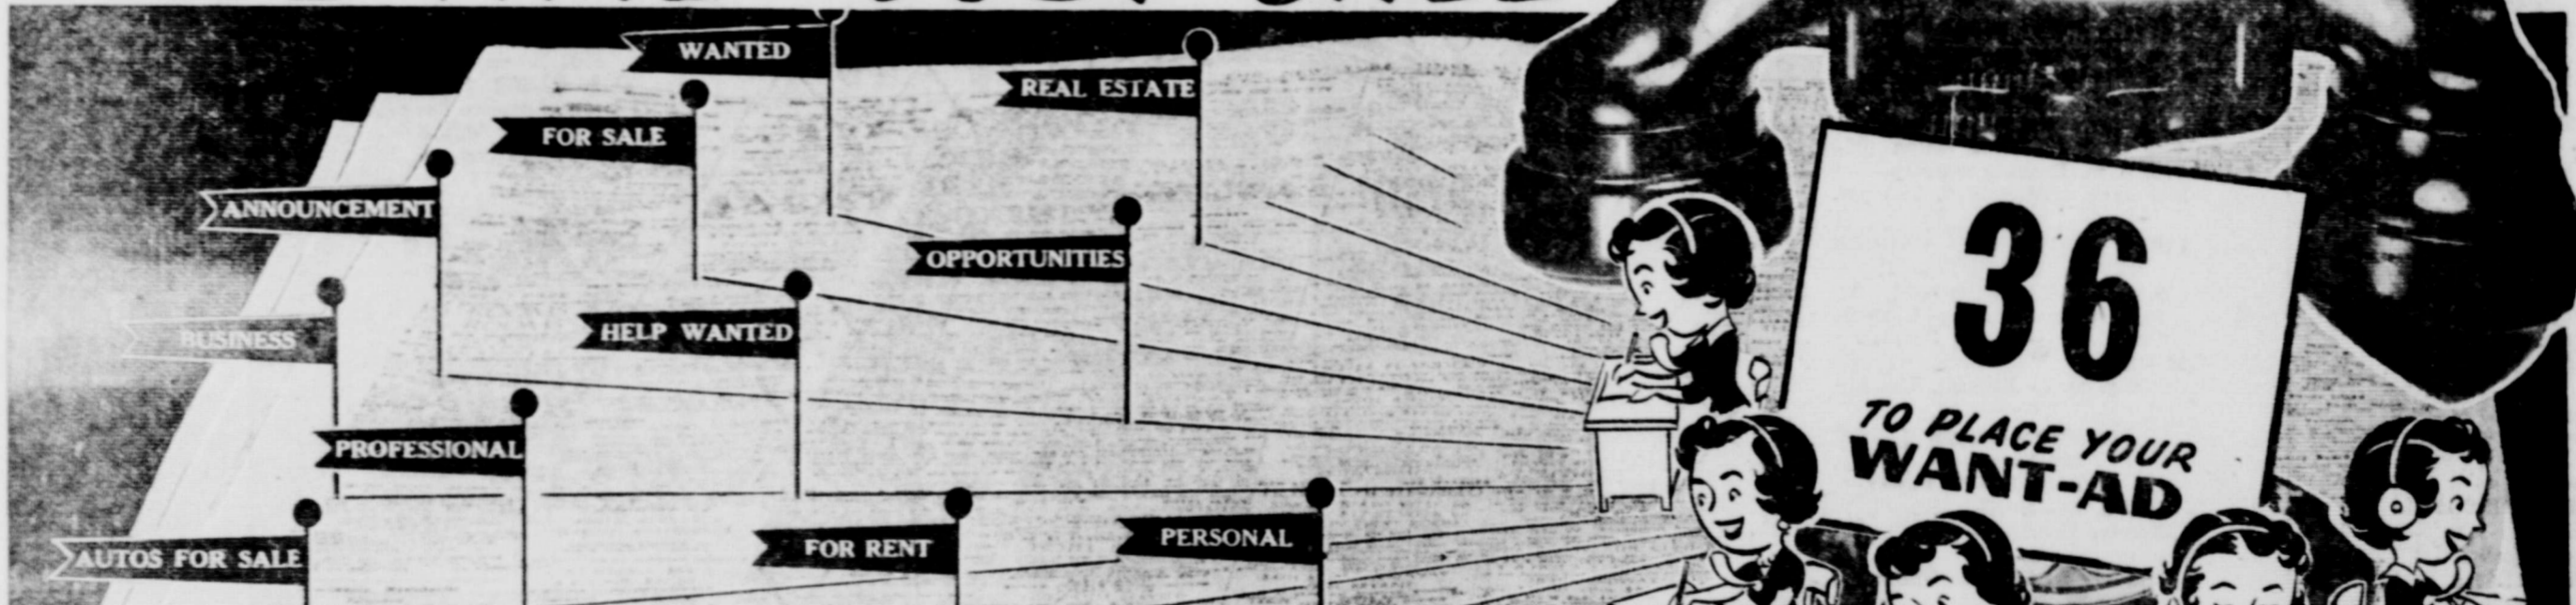 WANTED
REAL ESTATE
FOR SALE
ANNOUNCEMENT
OPPORTUNITIES
BUSINESS
HELP WANTED
PROFESSIONAL
AUTOS FOR SALE
FOR RENT
PERSONAL
36
TO PLACE YOUR
WANT-AD